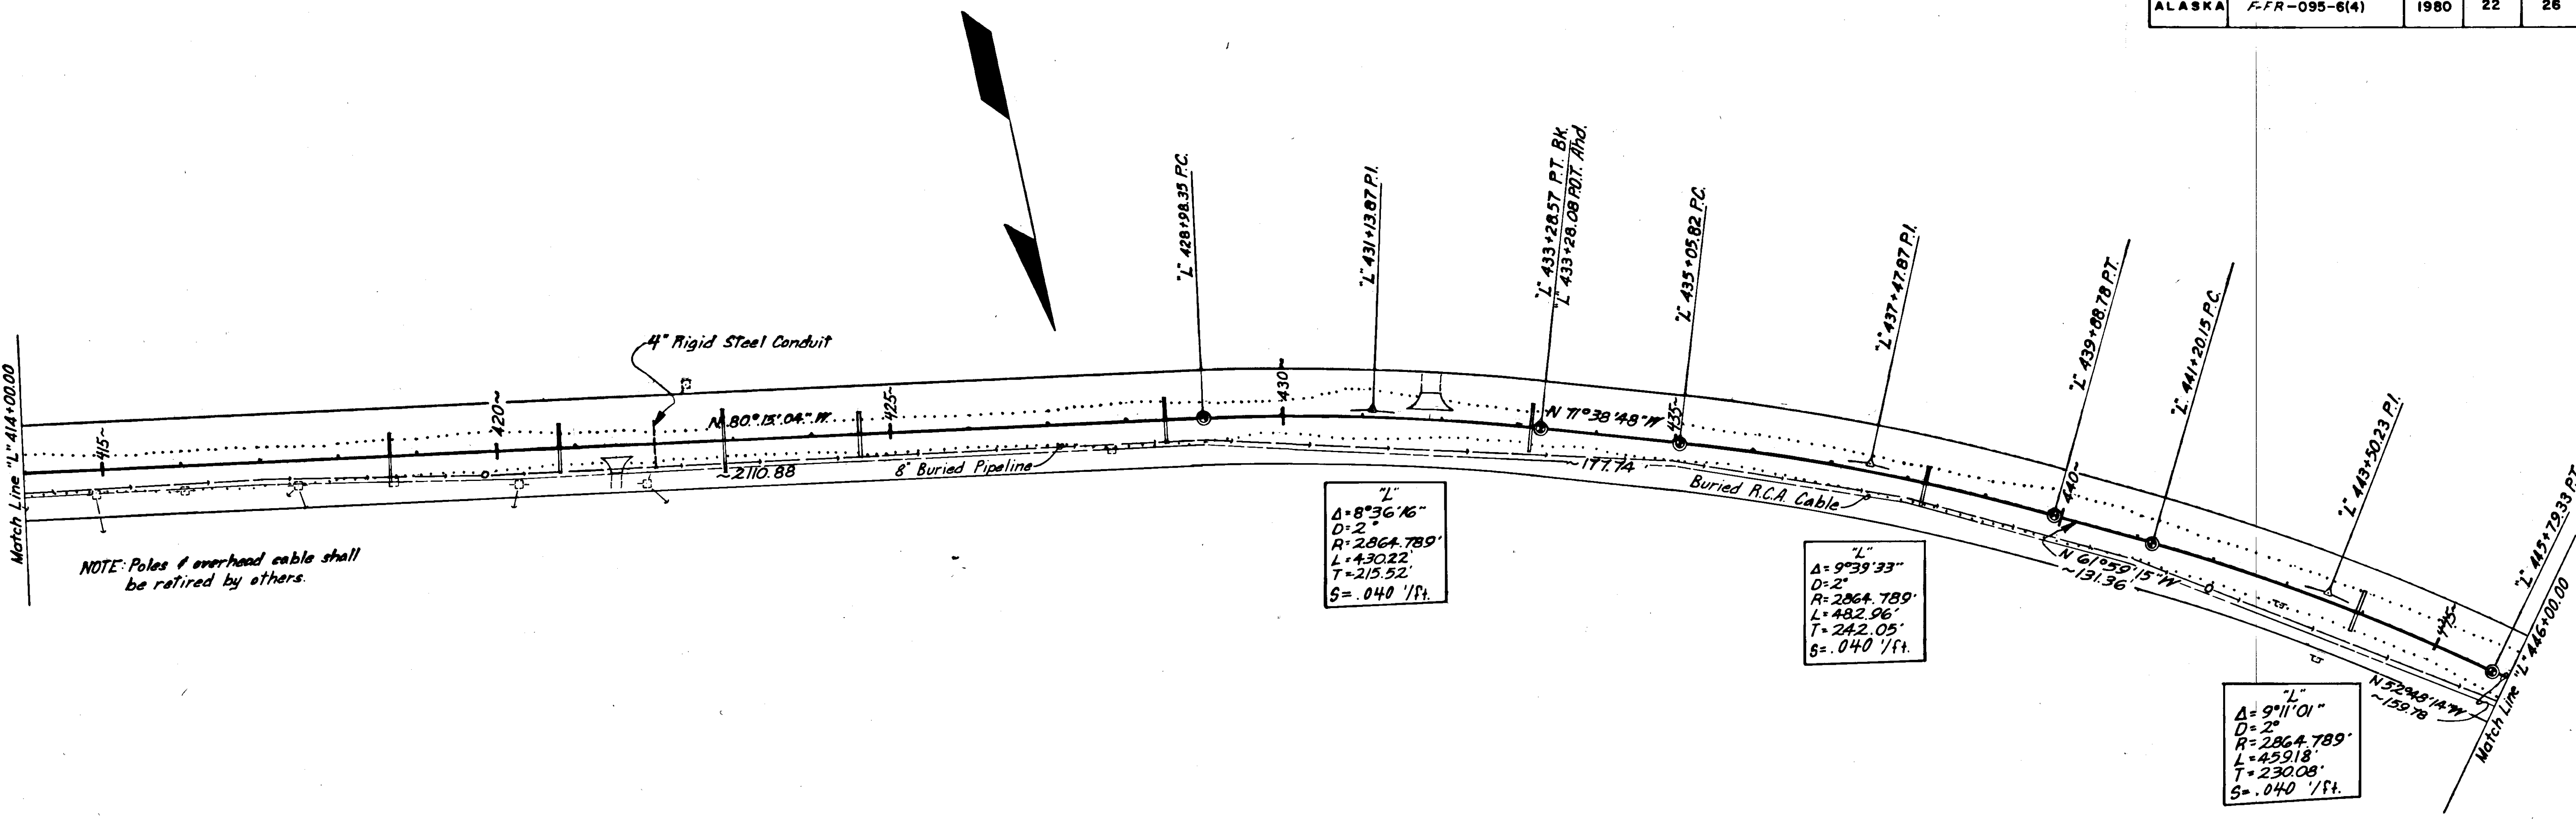 ALASKA F-FR-095-6(4) 1980 22 26
Match Line "L" 414+00.00
415
420
4" Rigid Steel Conduit
N 80° 15' 04" W
~2110.88
425
8" Buried Pipeline
NOTE: Poles & overhead cable shall
be retired by others.
"L" 428+98.35 P.C.
430
"L" 431+13.87 P.I.
"L" 433+28.57 P.T. BK.
"L" 433+28.08 P.O.T. Ahd.
N 71° 38' 48" W
~177.74
435
"L" 435+05.82 P.C.
"L" 437+47.87 P.I.
Buried R.C.A. Cable
"L" 439+88.78 P.T.
440
"L" 441+20.15 P.C.
N 61° 59' 15" W
~131.36
"L" 443+50.23 P.I.
445
"L" 445+79.33 P.T.
N 52° 48' 14" W
~159.78
Match Line "L" 446+00.00
"L"
Δ = 8° 36' 16"
D = 2°
R = 2864.789'
L = 430.22'
T = 215.52'
S = .040 '/ft.
"L"
Δ = 9° 39' 33"
D = 2°
R = 2864.789'
L = 482.96'
T = 242.05'
S = .040 '/ft.
"L"
Δ = 9° 11' 01"
D = 2°
R = 2864.789'
L = 459.18'
T = 230.08'
S = .040 '/ft.